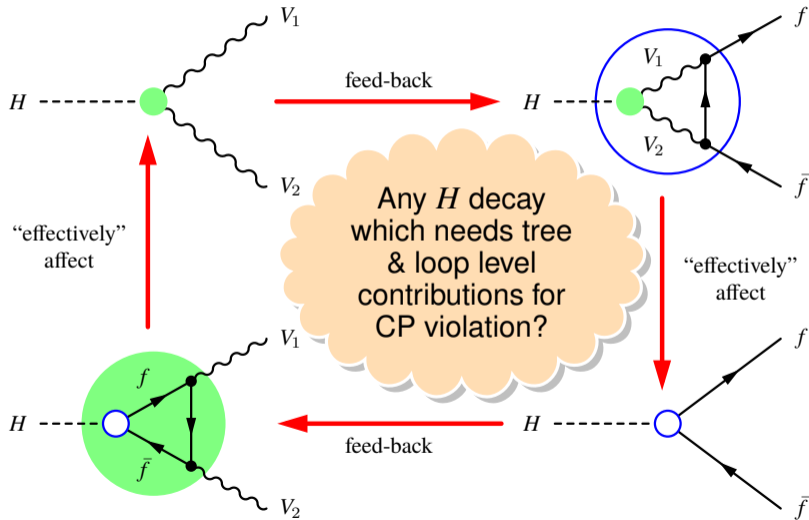 V₁
H
V₂
feed-back
H
V₁
V₂
f
f̄
“effectively”
affect
Any H decay
which needs tree
& loop level
contributions for
CP violation?
“effectively”
affect
H
f
f̄
V₁
V₂
feed-back
H
f
f̄